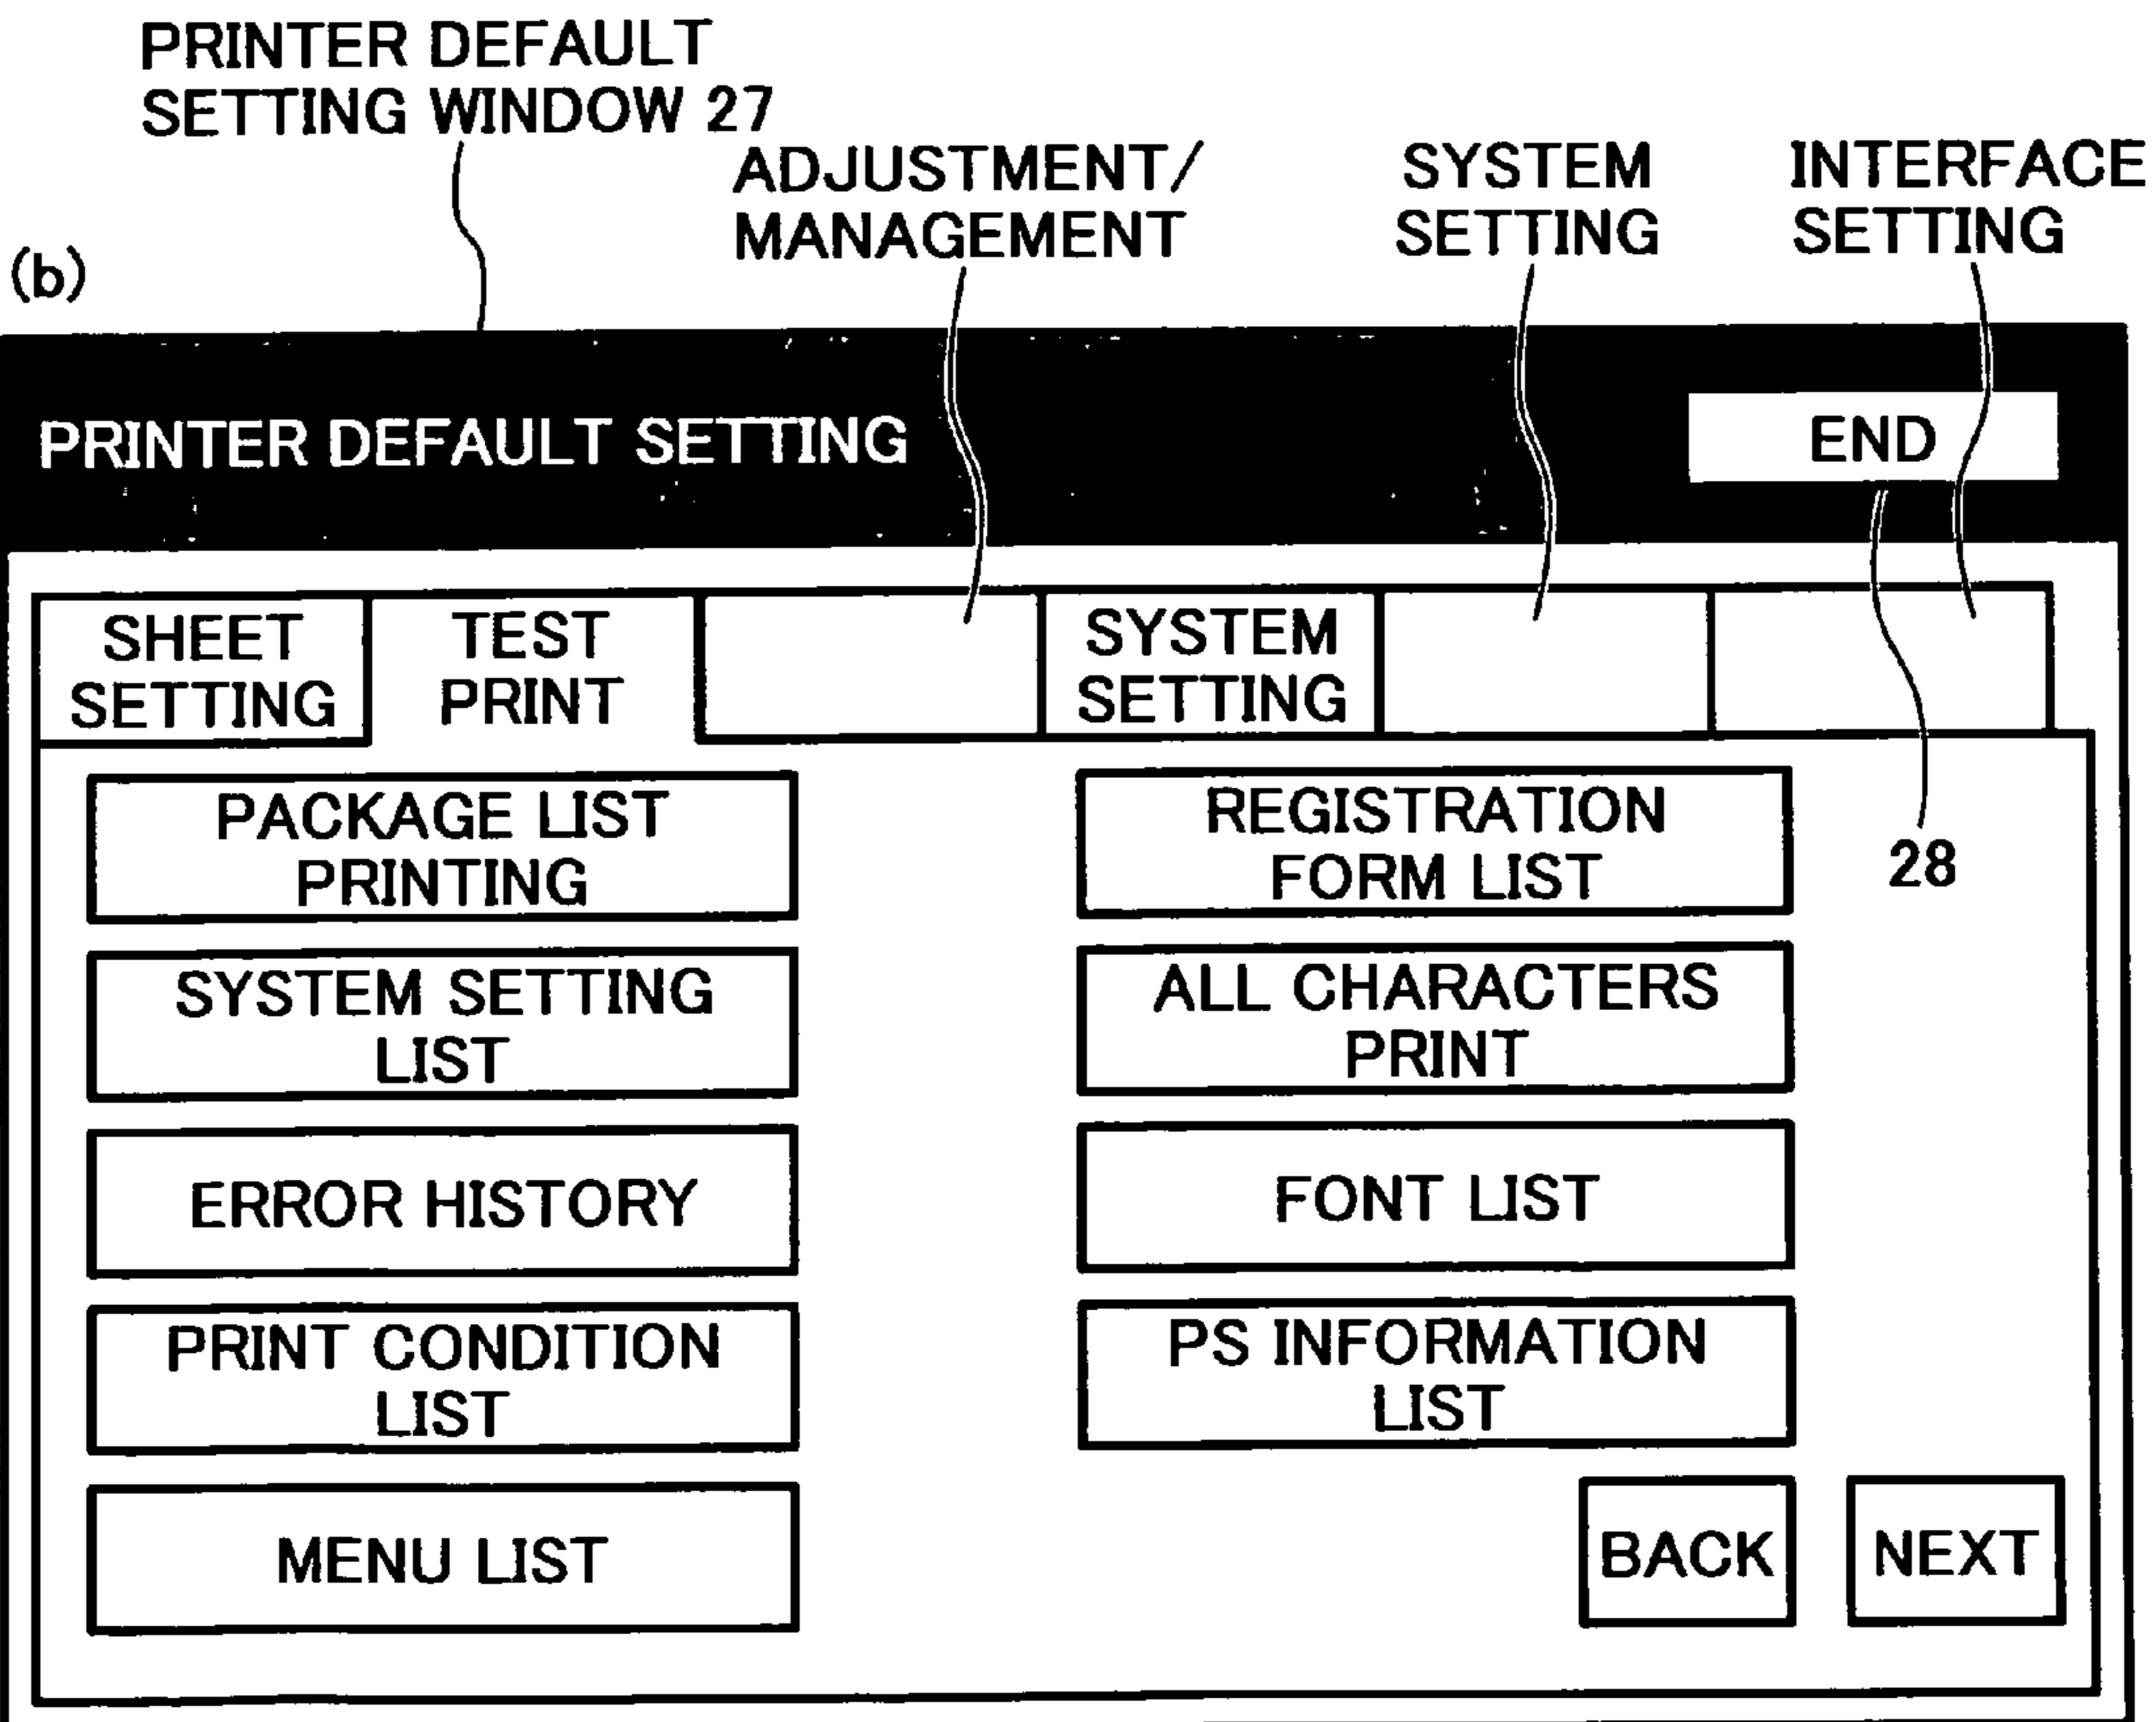 PRINTER DEFAULT
SETTING WINDOW 27
ADJUSTMENT/
MANAGEMENT
SYSTEM
SETTING
INTERFACE
SETTING
(b)
PRINTER DEFAULT SETTING
END
SHEET
SETTING
TEST
PRINT
SYSTEM
SETTING
PACKAGE LIST
PRINTING
REGISTRATION
FORM LIST
28
SYSTEM SETTING
LIST
ALL CHARACTERS
PRINT
ERROR HISTORY
FONT LIST
PRINT CONDITION
LIST
PS INFORMATION
LIST
MENU LIST
BACK
NEXT